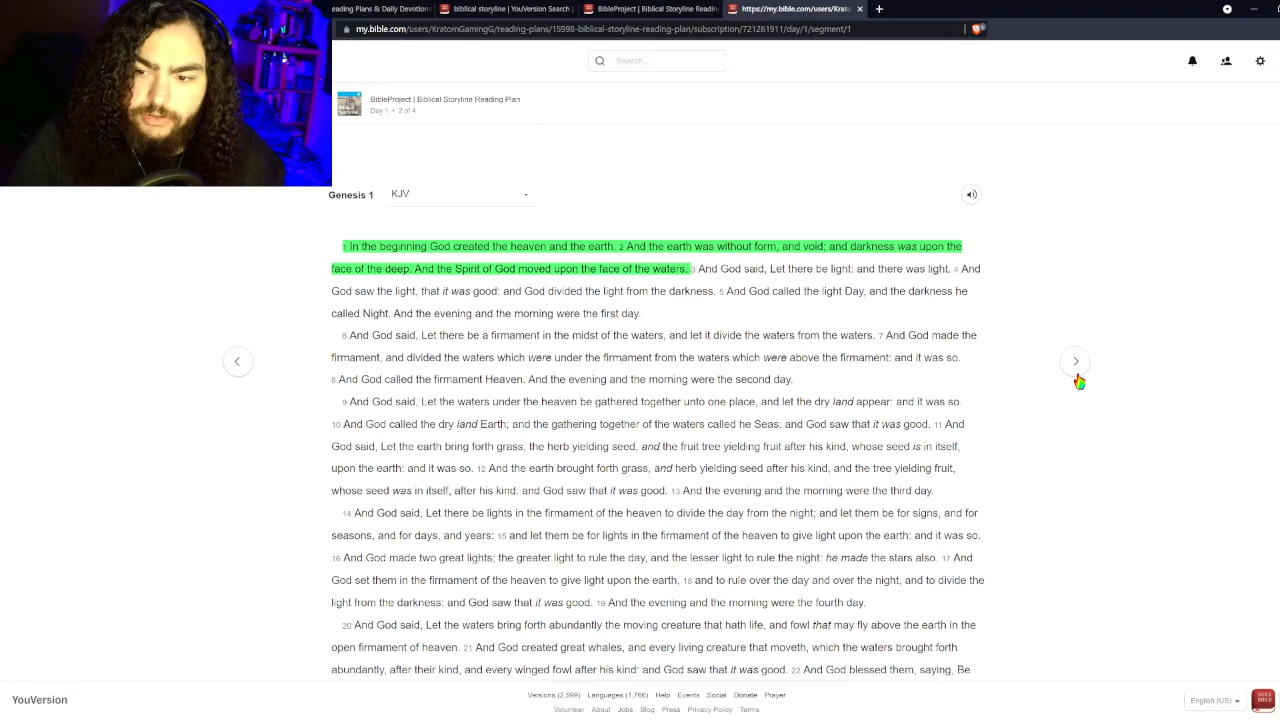 eading Plans & Daily Devotiona
biblical storyline | YouVersion Search |
BibleProject | Biblical Storyline Readin
https://my.bible.com/users/Krato
my.bible.com/users/KratomGamingG/reading-plans/15998-biblical-storyline-reading-plan/subscription/721261911/day/1/segment/1
Search...
BibleProject | Biblical Storyline Reading Plan
Day 1 • 2 of 4
Genesis 1 KJV
1 In the beginning God created the heaven and the earth. 2 And the earth was without form, and void; and darkness was upon the
face of the deep. And the Spirit of God moved upon the face of the waters. 3 And God said, Let there be light: and there was light. 4 And
God saw the light, that it was good: and God divided the light from the darkness. 5 And God called the light Day, and the darkness he
called Night. And the evening and the morning were the first day.
6 And God said, Let there be a firmament in the midst of the waters, and let it divide the waters from the waters. 7 And God made the
firmament, and divided the waters which were under the firmament from the waters which were above the firmament: and it was so.
8 And God called the firmament Heaven. And the evening and the morning were the second day.
9 And God said, Let the waters under the heaven be gathered together unto one place, and let the dry land appear: and it was so.
10 And God called the dry land Earth; and the gathering together of the waters called he Seas: and God saw that it was good. 11 And
God said, Let the earth bring forth grass, the herb yielding seed, and the fruit tree yielding fruit after his kind, whose seed is in itself,
upon the earth: and it was so. 12 And the earth brought forth grass, and herb yielding seed after his kind, and the tree yielding fruit,
whose seed was in itself, after his kind: and God saw that it was good. 13 And the evening and the morning were the third day.
14 And God said, Let there be lights in the firmament of the heaven to divide the day from the night; and let them be for signs, and for
seasons, and for days, and years: 15 and let them be for lights in the firmament of the heaven to give light upon the earth: and it was so.
16 And God made two great lights; the greater light to rule the day, and the lesser light to rule the night: he made the stars also. 17 And
God set them in the firmament of the heaven to give light upon the earth, 18 and to rule over the day and over the night, and to divide the
light from the darkness: and God saw that it was good. 19 And the evening and the morning were the fourth day.
20 And God said, Let the waters bring forth abundantly the moving creature that hath life, and fowl that may fly above the earth in the
open firmament of heaven. 21 And God created great whales, and every living creature that moveth, which the waters brought forth
abundantly, after their kind, and every winged fowl after his kind: and God saw that it was good. 22 And God blessed them, saying, Be
YouVersion
Versions (2,599) Languages (1,766) Help Events Social Donate Prayer
Volunteer About Jobs Blog Press Privacy Policy Terms
English (US)
HOLY BIBLE